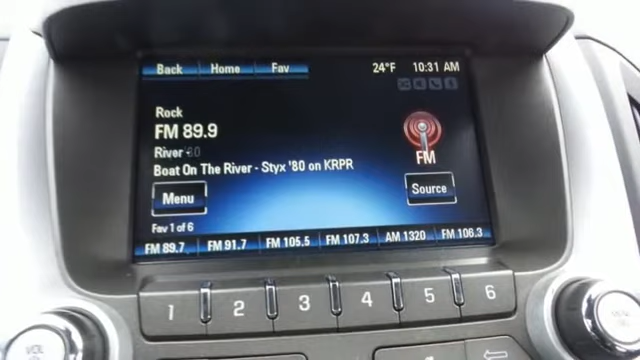 Back Home Fav 24°F 10:31 AM
Rock
FM 89.9
River '80
Boat On The River - Styx '80 on KRPR
FM
Menu Source
Fav 1 of 6
FM 89.7 FM 91.7 FM 105.5 FM 107.3 AM 1320 FM 106.3
1 2 3 4 5 6
VOL